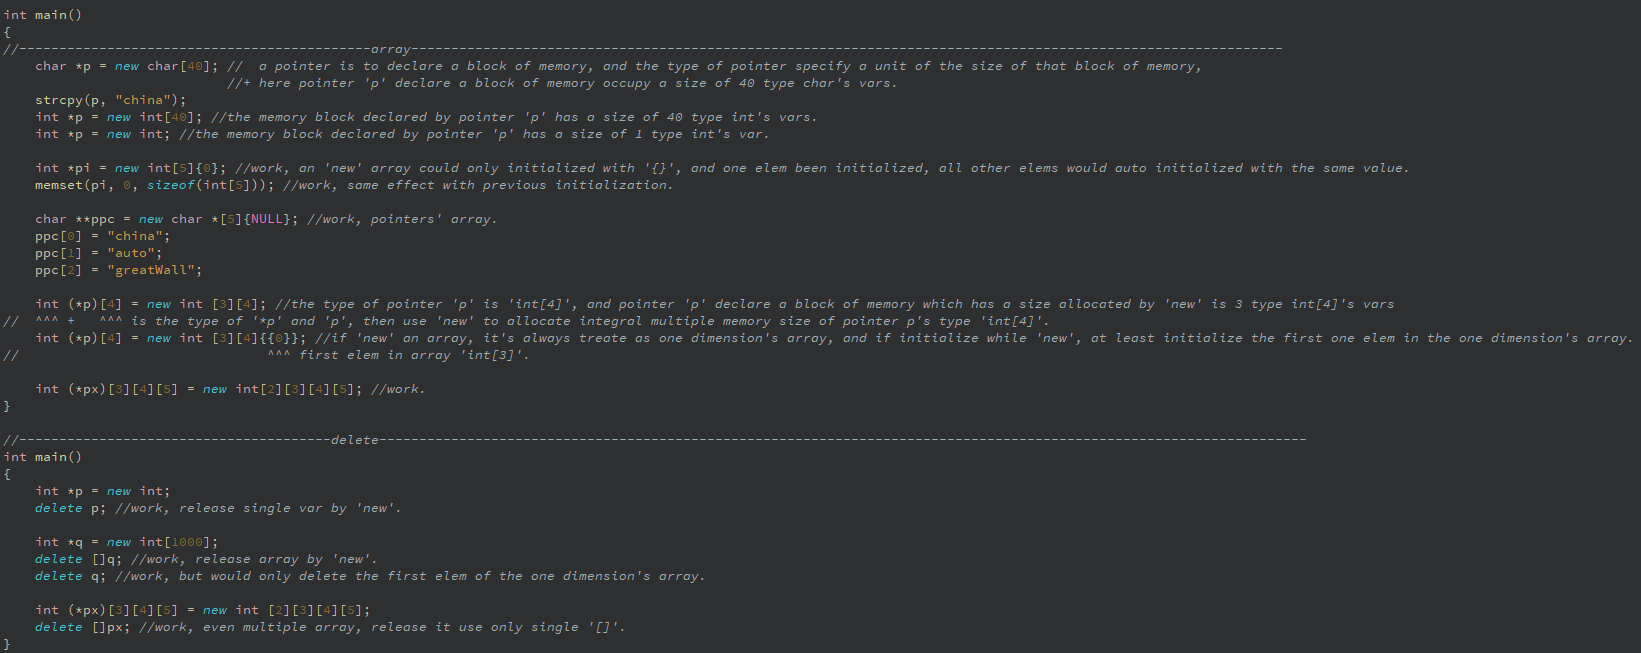 int main()
{
//--------------------------------------------array-------------------------------------------------------------------------------------------------------------
    char *p = new char[40]; //  a pointer is to declare a block of memory, and the type of pointer specify a unit of the size of that block of memory,
                            //+ here pointer 'p' declare a block of memory occupy a size of 40 type char's vars.
    strcpy(p, "china");
    int *p = new int[40]; //the memory block declared by pointer 'p' has a size of 40 type int's vars.
    int *p = new int; //the memory block declared by pointer 'p' has a size of 1 type int's var.

    int *pi = new int[5]{0}; //work, an 'new' array could only initialized with '{}', and one elem been initialized, all other elems would auto initialized with the same value.
    memset(pi, 0, sizeof(int[5])); //work, same effect with previous initialization.

    char **ppc = new char *[5]{NULL}; //work, pointers' array.
    ppc[0] = "china";
    ppc[1] = "auto";
    ppc[2] = "greatWall";

    int (*p)[4] = new int [3][4]; //the type of pointer 'p' is 'int[4]', and pointer 'p' declare a block of memory which has a size allocated by 'new' is 3 type int[4]'s vars
//  ^^^ +   ^^^ is the type of '*p' and 'p', then use 'new' to allocate integral multiple memory size of pointer p's type 'int[4]'.
    int (*p)[4] = new int [3][4]{{0}}; //if 'new' an array, it's always treat as one dimension's array, and if initialize while 'new', at least initialize the first one elem in the one dimension's array.
//                               ^^^ first elem in array 'int[3]'.

    int (*px)[3][4][5] = new int[2][3][4][5]; //work.
}

//---------------------------------------delete--------------------------------------------------------------------------------------------------------------------
int main()
{
    int *p = new int;
    delete p; //work, release single var by 'new'.

    int *q = new int[1000];
    delete []q; //work, release array by 'new'.
    delete q; //work, but would only delete the first elem of the one dimension's array.

    int (*px)[3][4][5] = new int [2][3][4][5];
    delete []px; //work, even multiple array, release it use only single '[]'.
}